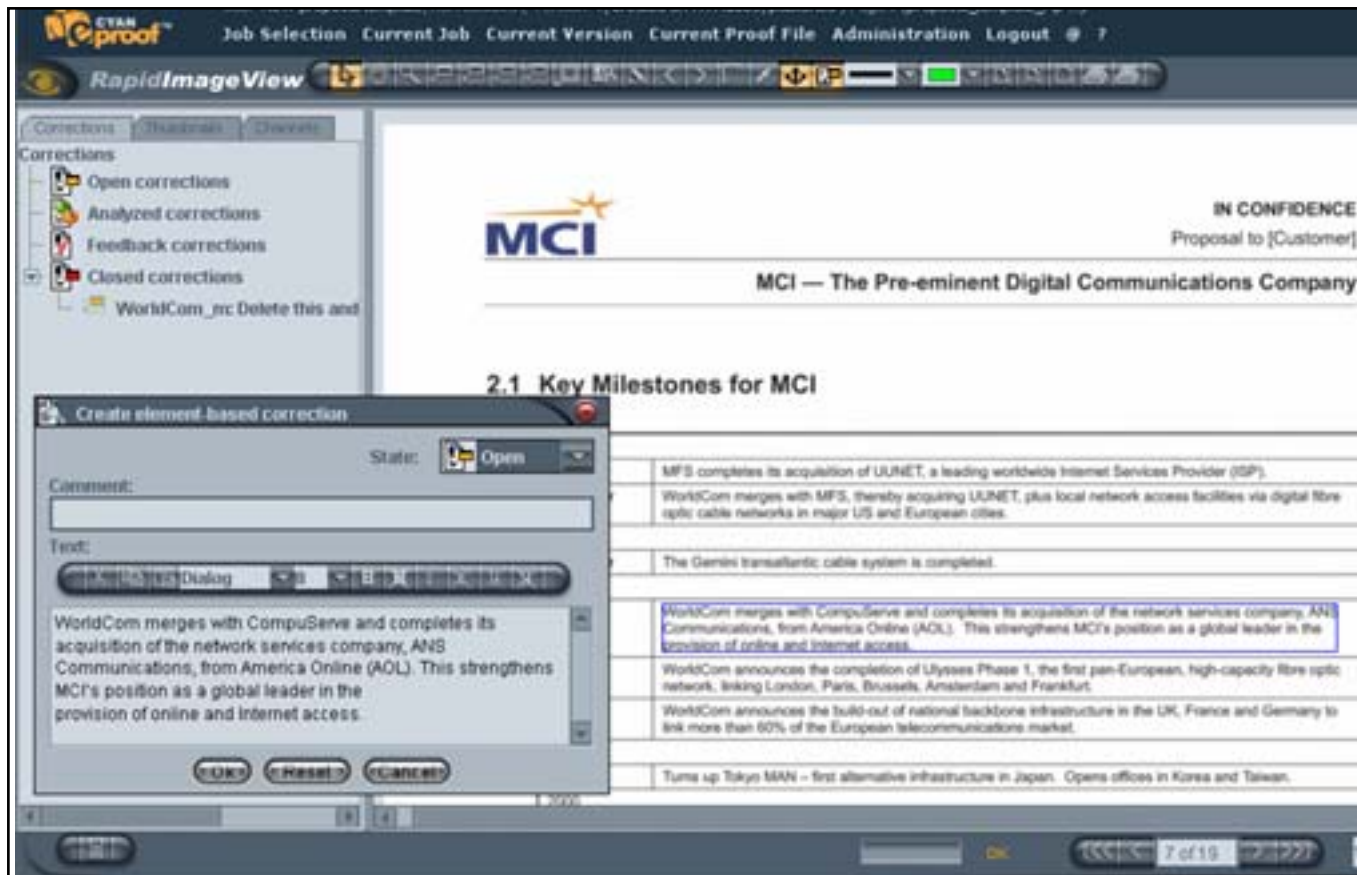 CYAN
proof™
Job Selection Current Job Current Version Current Proof File Administration Logout @ ?
RapidImageView
Corrections Thumbnails Channels
Corrections
Open corrections
Analyzed corrections
Feedback corrections
Closed corrections
WorldCom_nc Delete this and
MCI
IN CONFIDENCE
Proposal to [Customer]
MCI — The Pre-eminent Digital Communications Company
2.1 Key Milestones for MCI
MFS completes its acquisition of UUNET, a leading worldwide Internet Services Provider (ISP).
WorldCom merges with MFS, thereby acquiring UUNET, plus local network access facilities via digital fibre
optic cable networks in major US and European cities.
The Gemini transatlantic cable system is completed.
WorldCom merges with CompuServe and completes its acquisition of the network services company, ANS
Communications, from America Online (AOL). This strengthens MCI's position as a global leader in the
provision of online and Internet access.
WorldCom announces the completion of Ulysses Phase 1, the first pan-European, high-capacity fibre optic
network, linking London, Paris, Brussels, Amsterdam and Frankfurt.
WorldCom announces the build-out of national backbone infrastructure in the UK, France and Germany to
link more than 60% of the European telecommunications market.
Turns up Tokyo MAN – first alternative infrastructure in Japan. Opens offices in Korea and Taiwan.
2000
Create element-based correction
State: Open
Comment:
Text:
Dialog 8
WorldCom merges with CompuServe and completes its
acquisition of the network services company, ANS
Communications, from America Online (AOL). This strengthens
MCI's position as a global leader in the
provision of online and Internet access.
Ok Reset Cancel
OK
7 of 19